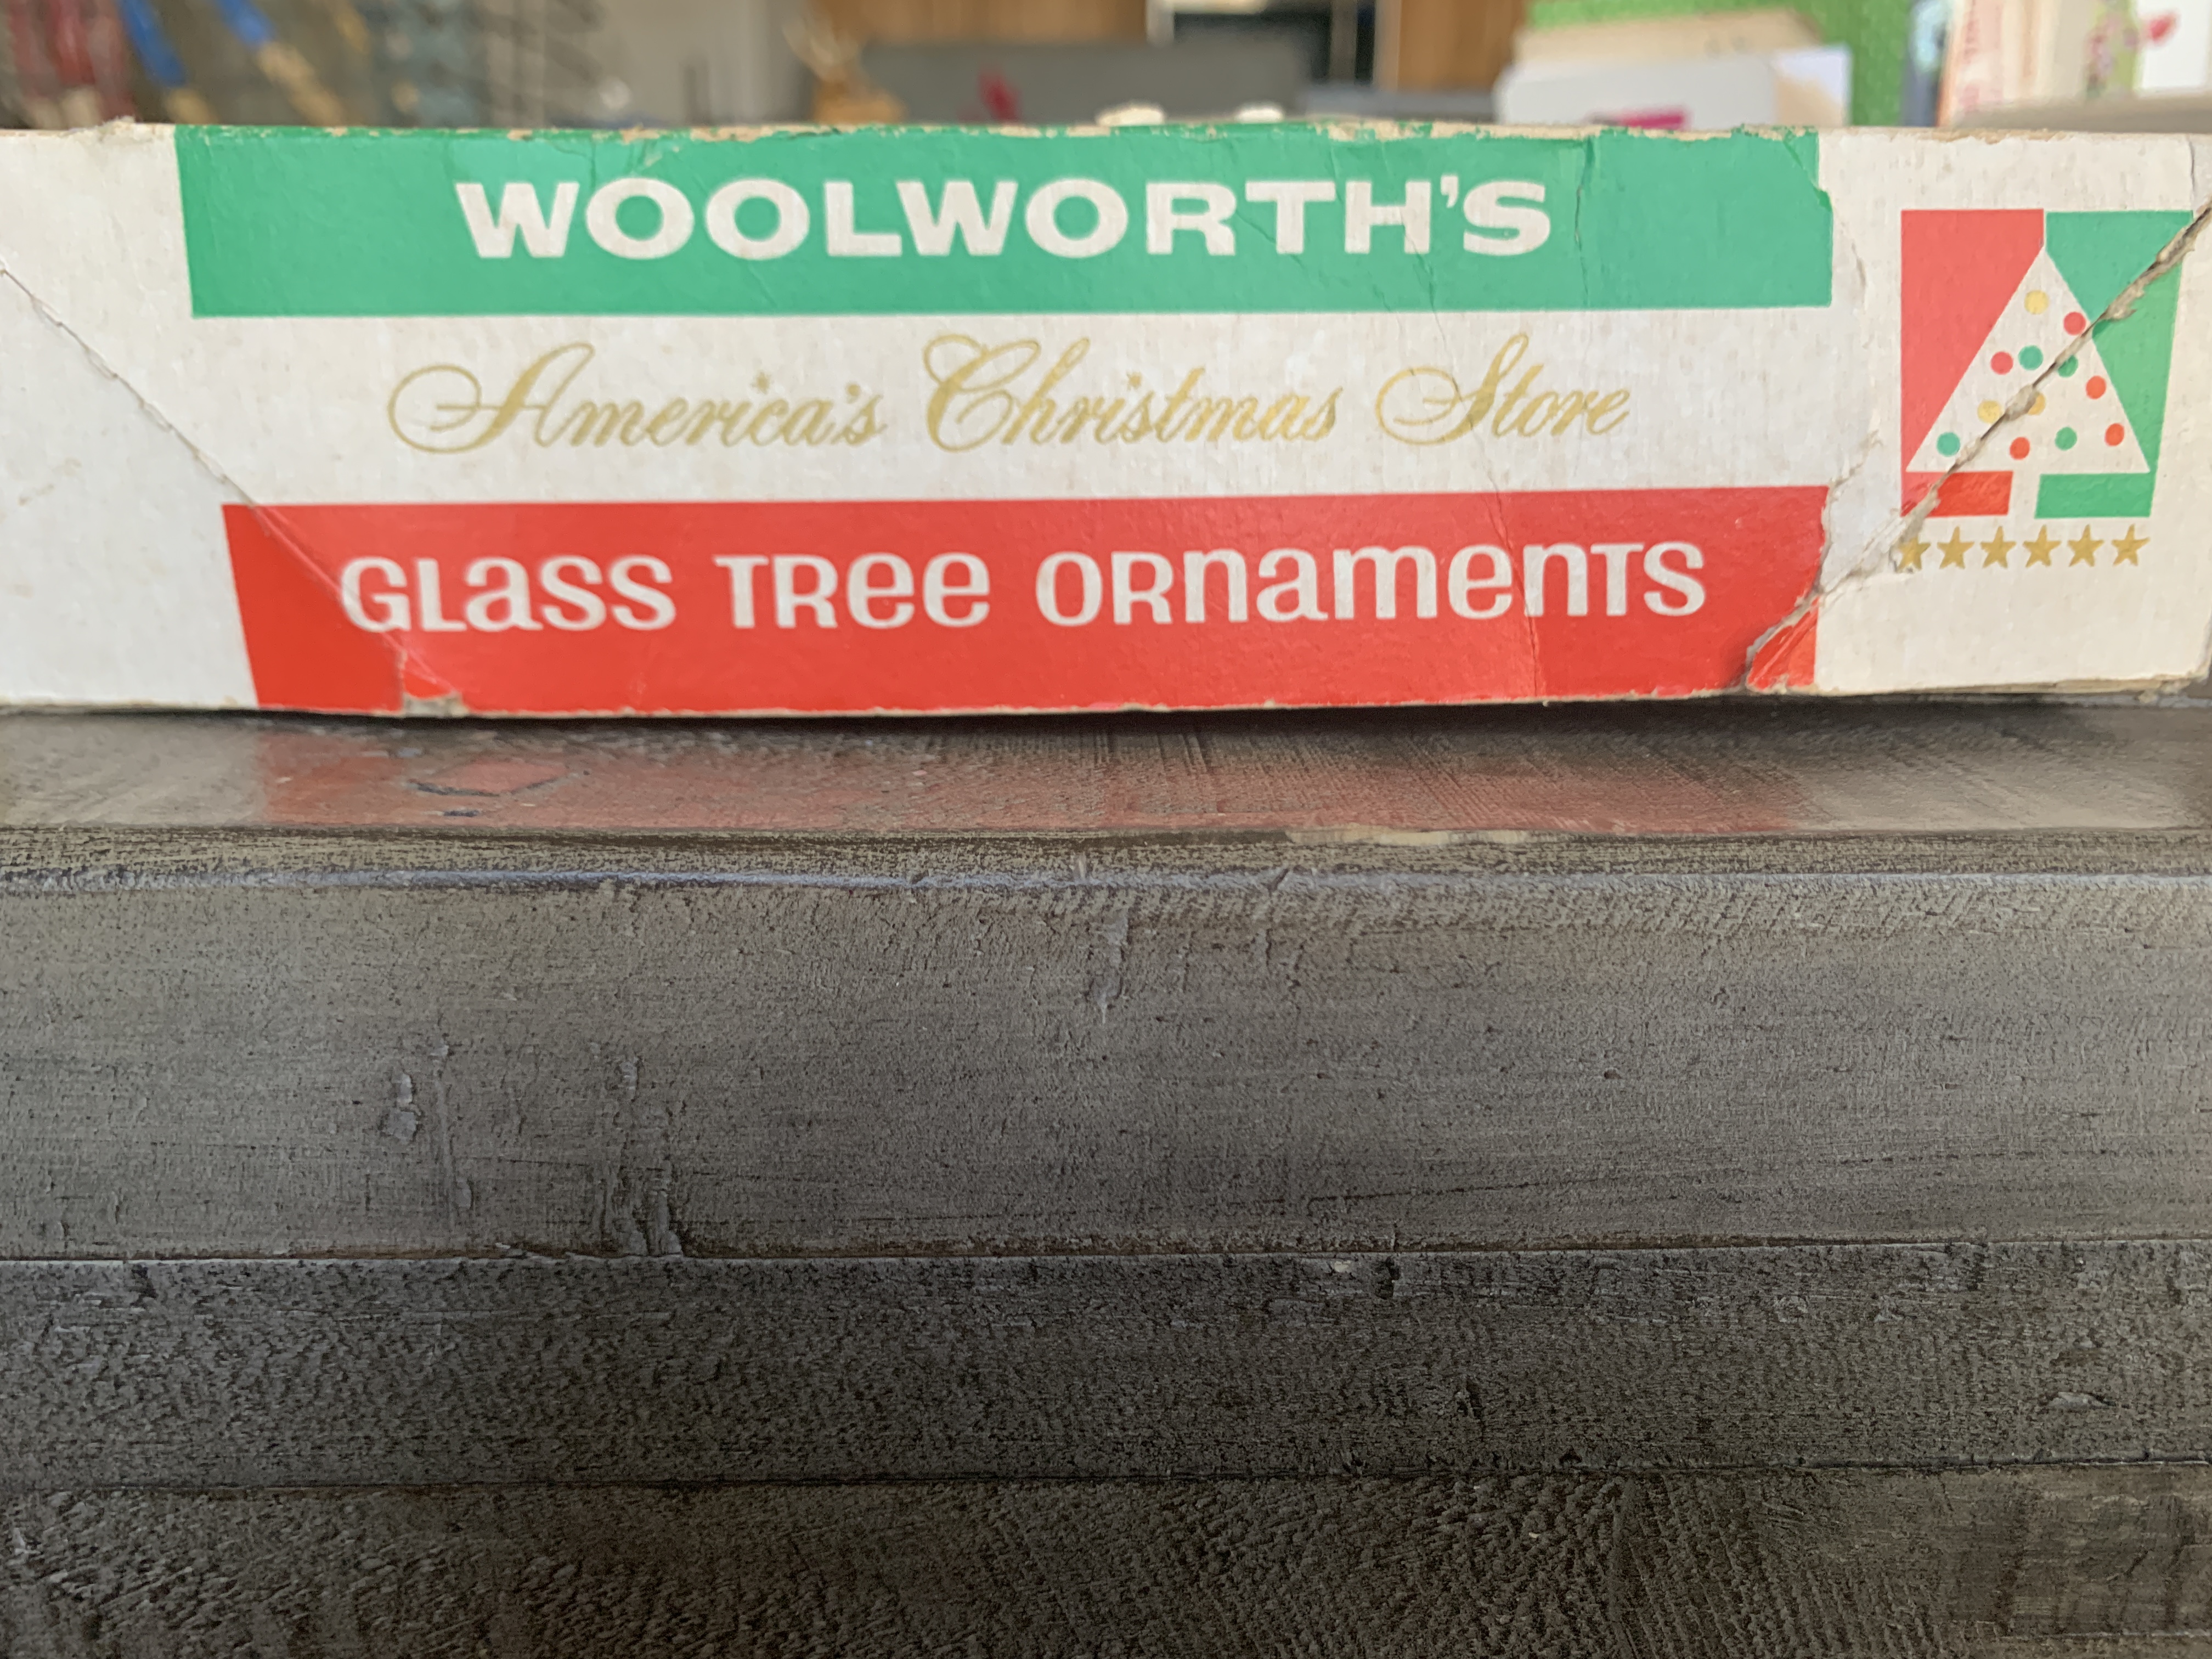 WOOLWORTH'S
America's Christmas Store
GLASS TREE ORNAMENTS